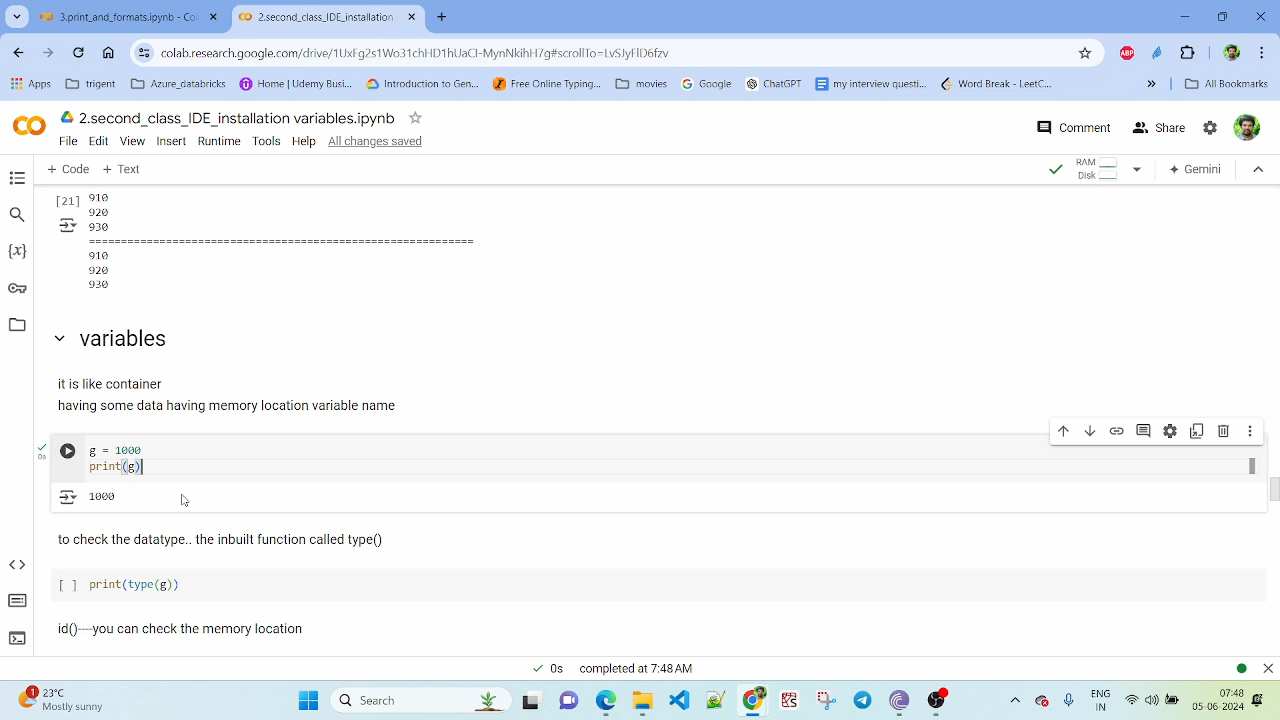 3.print_and_formats.ipynb - Co
2.second_class_IDE_installation
colab.research.google.com/drive/1UxFg2s1Wo31chHD1hUaCI-MynNkihH7g#scrollTo=LvSJyFlD6fzv
ABP
Apps
trigent
Azure_databricks
Home | Udemy Busi...
Introduction to Gen...
Free Online Typing...
movies
Google
ChatGPT
my interview quest...
Word Break - LeetC...
All Bookmarks
2.second_class_IDE_installation variables.ipynb
File Edit View Insert Runtime Tools Help All changes saved
Comment
Share
+ Code + Text
RAM
Disk
Gemini
[21]
910
920
930
============================================================
910
920
930
variables
it is like container
having some data having memory location variable name
g = 1000
print(g)
0s
1000
to check the datatype.. the inbuilt function called type()
[ ] print(type(g))
id()----you can check the memory location
0s completed at 7:48 AM
1
23°C
Mostly sunny
Search
ENG
IN
07:48
05-06-2024